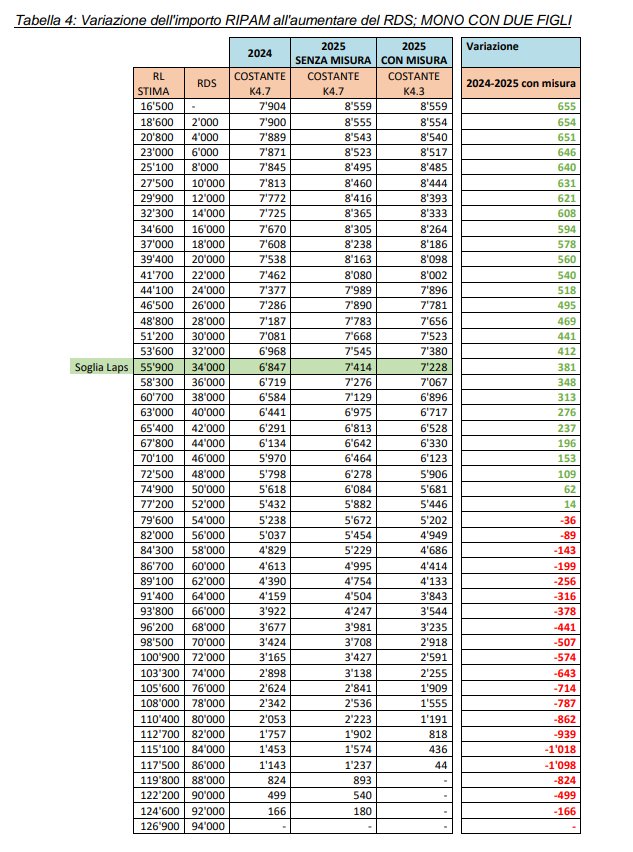 Tabella 4: Variazione dell'importo RIPAM all'aumentare del RDS; MONO CON DUE FIGLI
2024 2025 SENZA MISURA 2025 CON MISURA Variazione
RL STIMA RDS COSTANTE K4.7 COSTANTE K4.7 COSTANTE K4.3 2024-2025 con misura
16'500 - 7'904 8'559 8'559 655
18'600 2'000 7'900 8'555 8'554 654
20'800 4'000 7'889 8'543 8'540 651
23'000 6'000 7'871 8'523 8'517 646
25'100 8'000 7'845 8'495 8'485 640
27'500 10'000 7'813 8'460 8'444 631
29'900 12'000 7'772 8'416 8'393 621
32'300 14'000 7'725 8'365 8'333 608
34'600 16'000 7'670 8'305 8'264 594
37'000 18'000 7'608 8'238 8'186 578
39'400 20'000 7'538 8'163 8'098 560
41'700 22'000 7'462 8'080 8'002 540
44'100 24'000 7'377 7'989 7'896 518
46'500 26'000 7'286 7'890 7'781 495
48'800 28'000 7'187 7'783 7'656 469
51'200 30'000 7'081 7'668 7'523 441
53'600 32'000 6'968 7'545 7'380 412
Soglia Laps 55'900 34'000 6'847 7'414 7'228 381
58'300 36'000 6'719 7'276 7'067 348
60'700 38'000 6'584 7'129 6'896 313
63'000 40'000 6'441 6'975 6'717 276
65'400 42'000 6'291 6'813 6'528 237
67'800 44'000 6'134 6'642 6'330 196
70'100 46'000 5'970 6'464 6'123 153
72'500 48'000 5'798 6'278 5'906 109
74'900 50'000 5'618 6'084 5'681 62
77'200 52'000 5'432 5'882 5'446 14
79'600 54'000 5'238 5'672 5'202 -36
82'000 56'000 5'037 5'454 4'949 -89
84'300 58'000 4'829 5'229 4'686 -143
86'700 60'000 4'613 4'995 4'414 -199
89'100 62'000 4'390 4'754 4'133 -256
91'400 64'000 4'159 4'504 3'843 -316
93'800 66'000 3'922 4'247 3'544 -378
96'200 68'000 3'677 3'981 3'235 -441
98'500 70'000 3'424 3'708 2'918 -507
100'900 72'000 3'165 3'427 2'591 -574
103'300 74'000 2'898 3'138 2'255 -643
105'600 76'000 2'624 2'841 1'909 -714
108'000 78'000 2'342 2'536 1'555 -787
110'400 80'000 2'053 2'223 1'191 -862
112'700 82'000 1'757 1'902 818 -939
115'100 84'000 1'453 1'574 436 -1'018
117'500 86'000 1'143 1'237 44 -1'098
119'800 88'000 824 893 - -824
122'200 90'000 499 540 - -499
124'600 92'000 166 180 - -166
126'900 94'000 - - - -